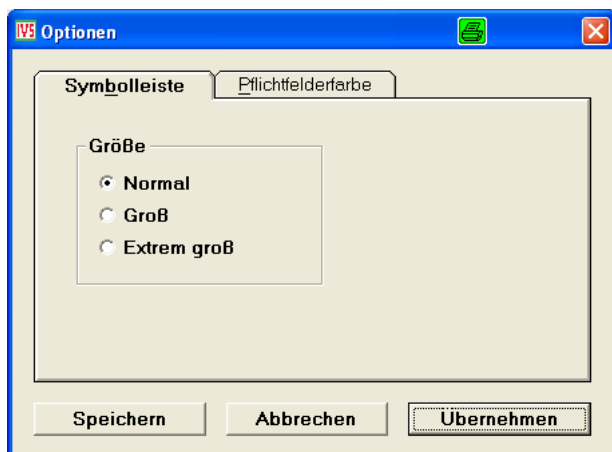 IVS Optionen
Symbolleiste Pflichtfelderfarbe
Größe
Normal
Groß
Extrem groß
Speichern Abbrechen Übernehmen